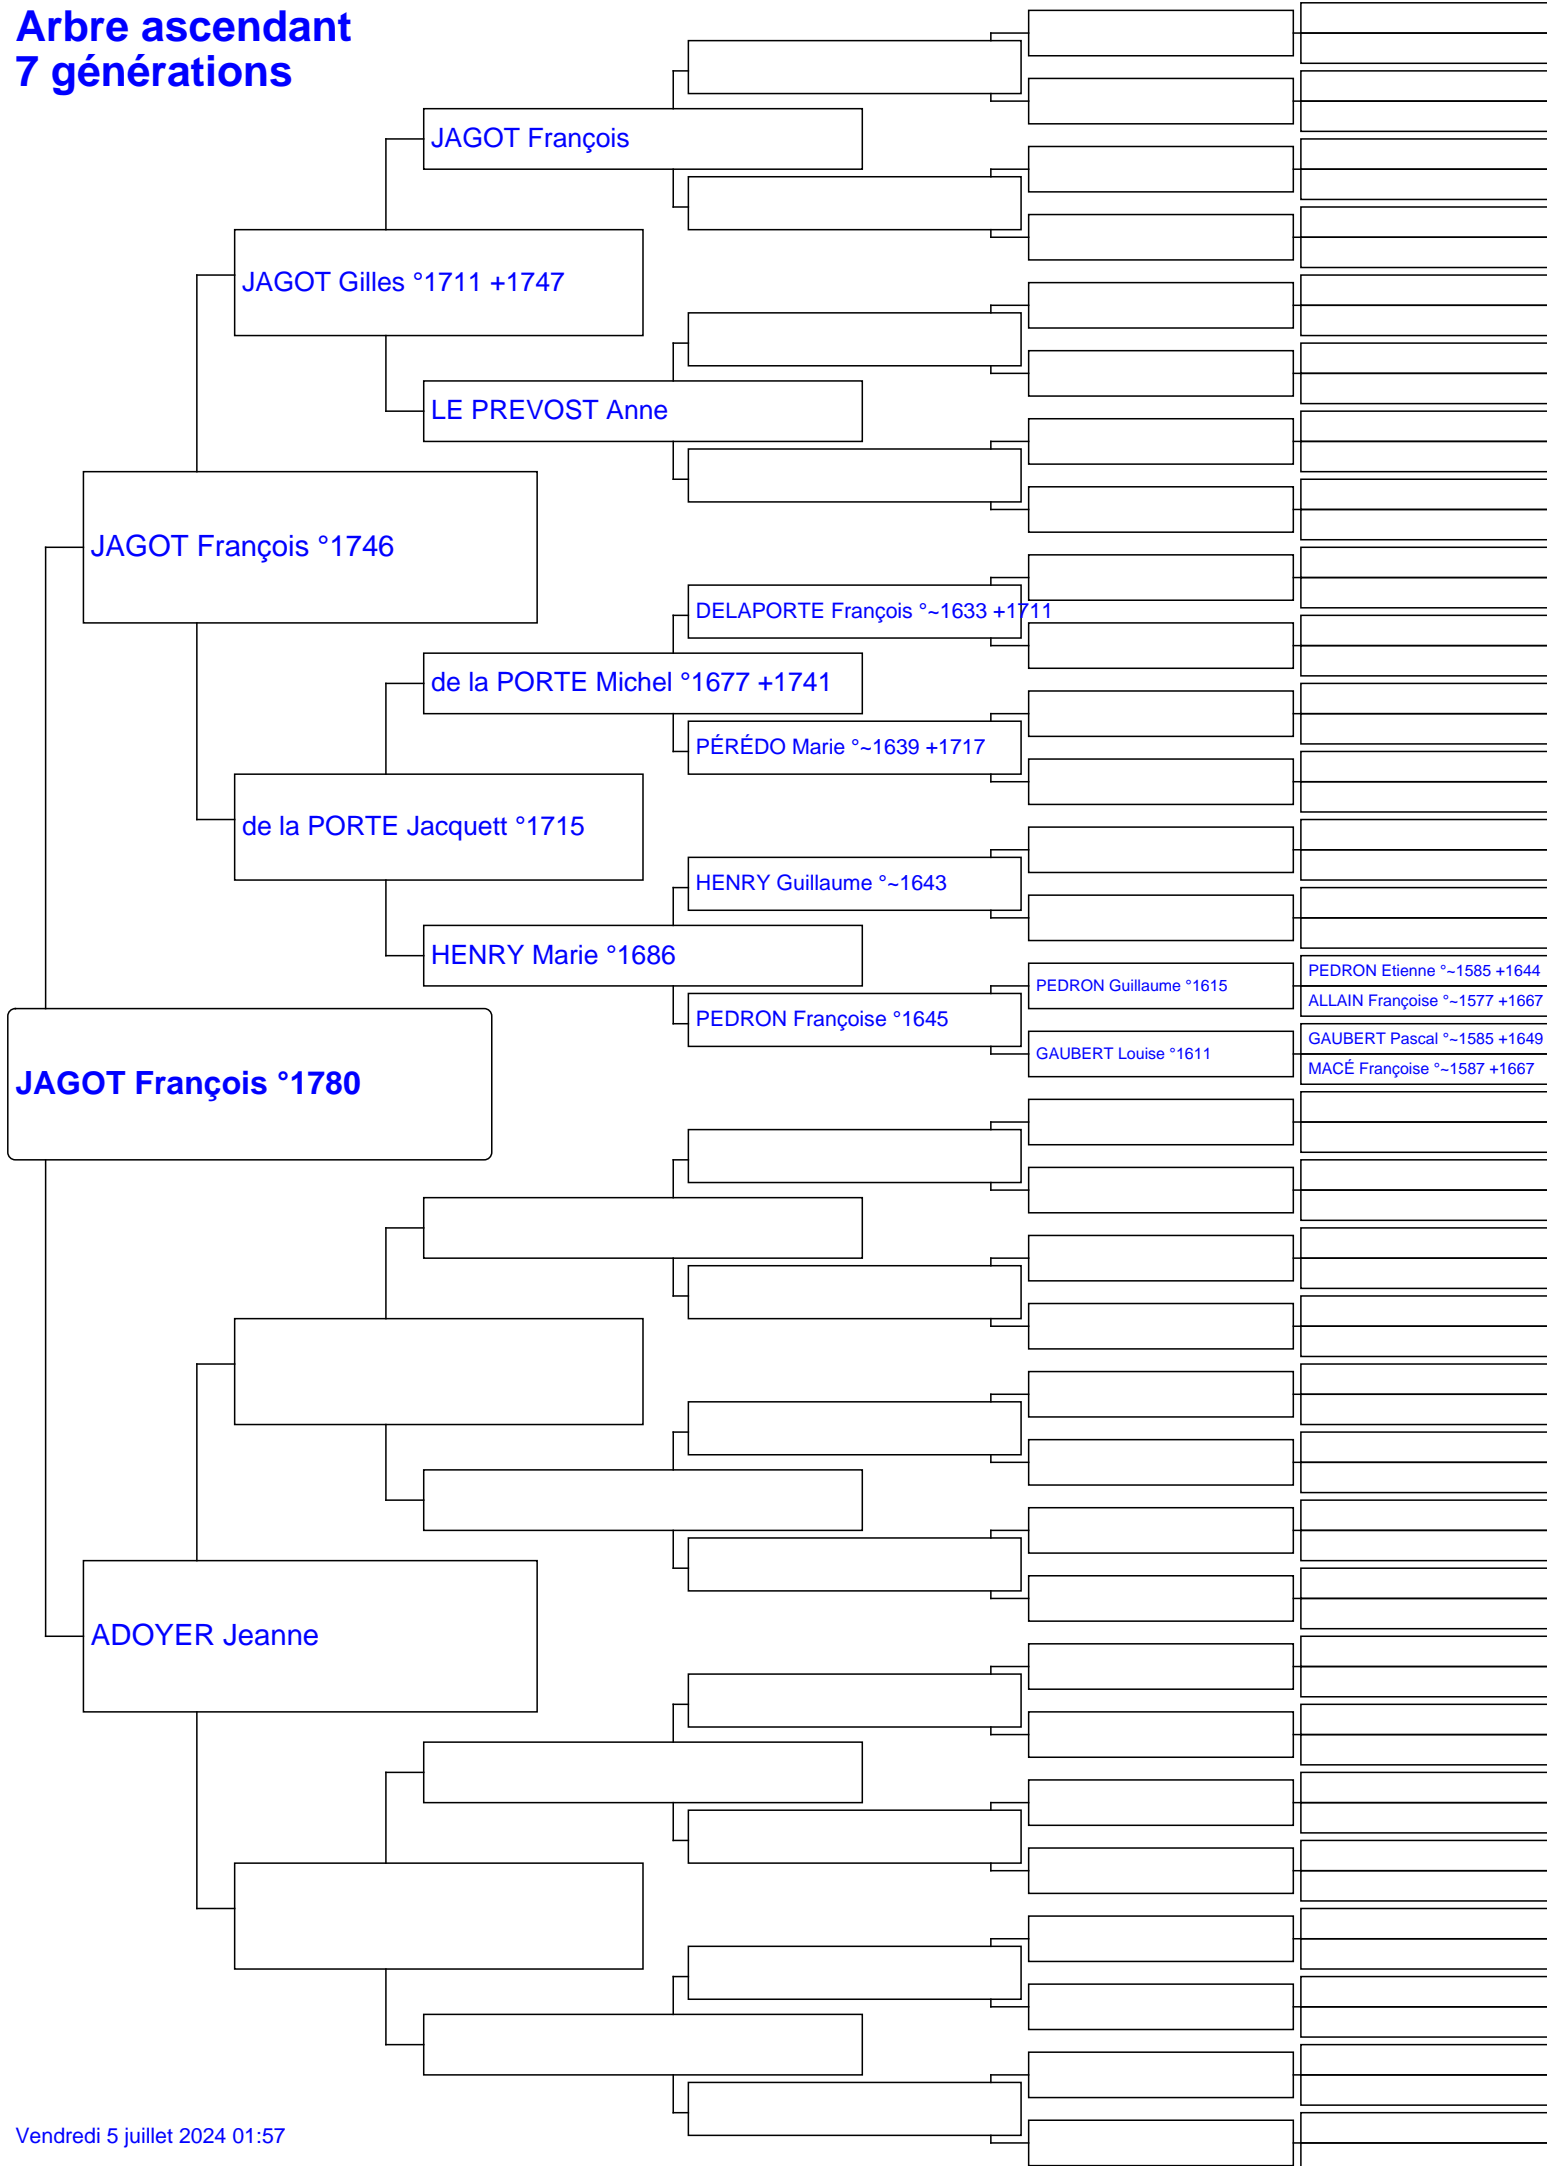 Arbre ascendant
7 générations
JAGOT François
JAGOT Gilles °1711 +1747
LE PREVOST Anne
JAGOT François °1746
DELAPORTE François °~1633 +1711
de la PORTE Michel °1677 +1741
PÉRÉDO Marie °~1639 +1717
de la PORTE Jacquett °1715
HENRY Guillaume °~1643
HENRY Marie °1686
PEDRON Etienne °~1585 +1644
PEDRON Guillaume °1615
ALLAIN Françoise °~1577 +1667
PEDRON Françoise °1645
GAUBERT Pascal °~1585 +1649
GAUBERT Louise °1611
MACÉ Françoise °~1587 +1667
JAGOT François °1780
ADOYER Jeanne
Vendredi 5 juillet 2024 01:57